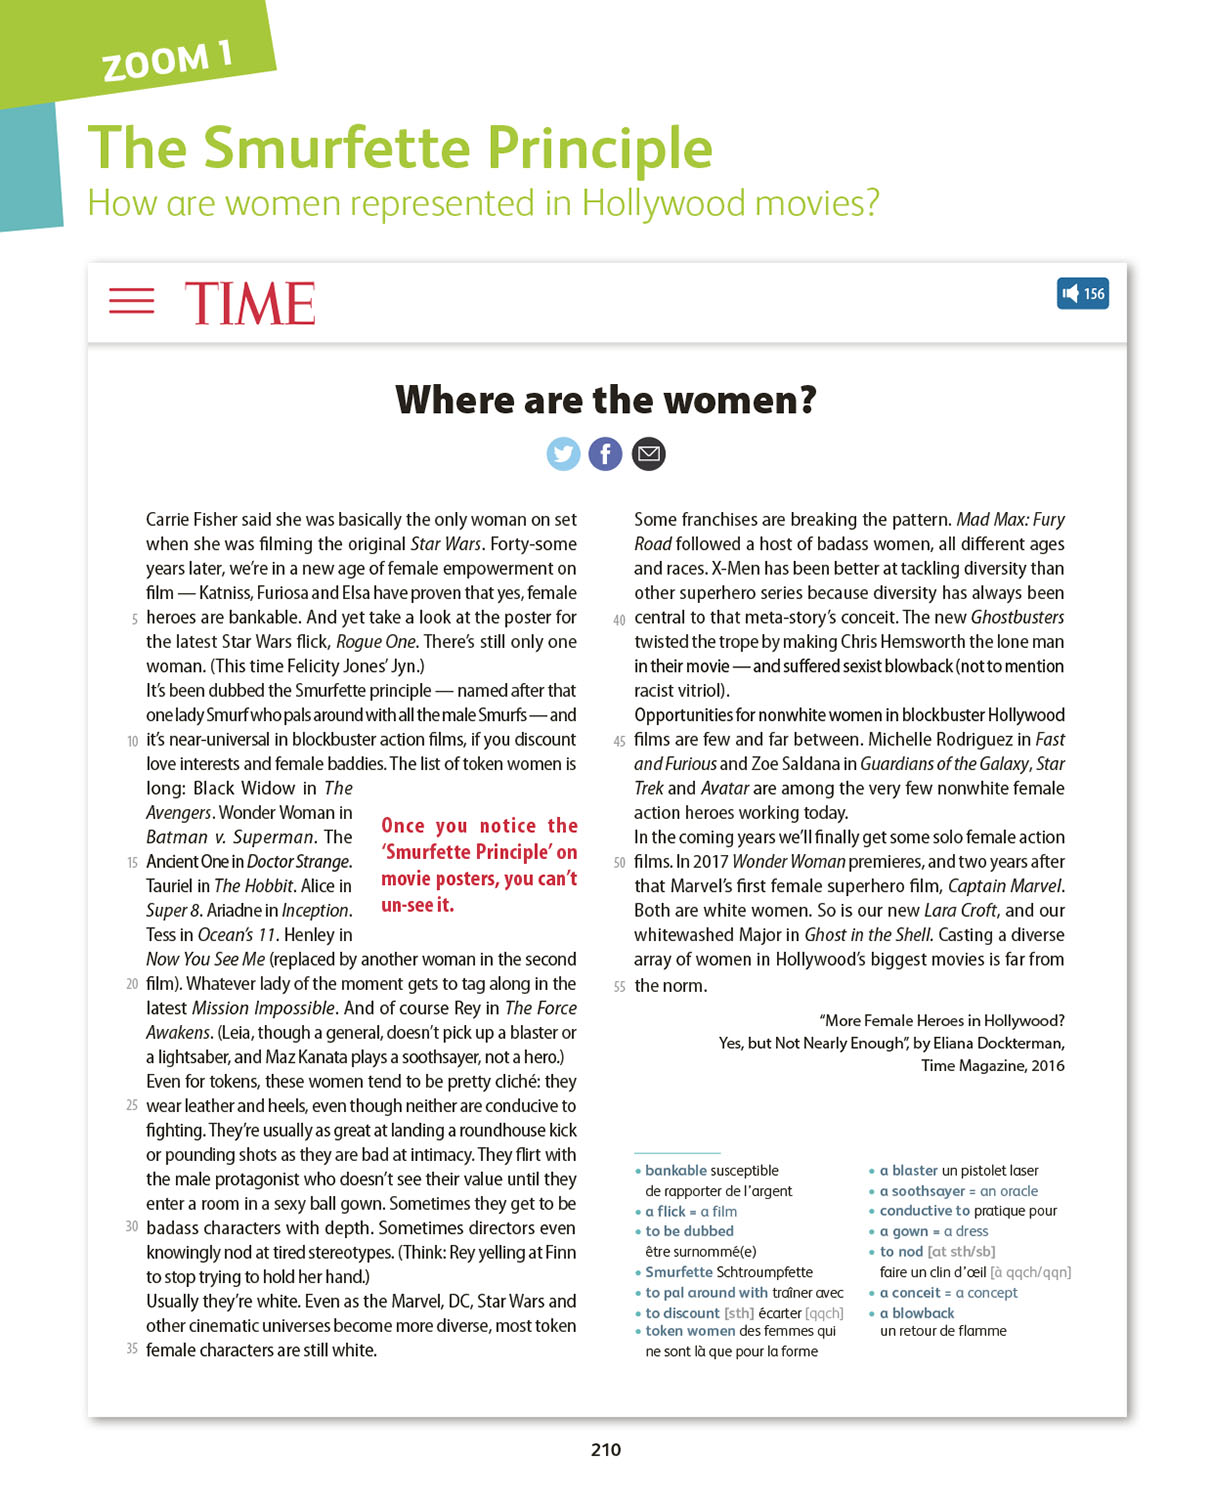 ZOOM 1
The Smurfette Principle
How are women represented in Hollywood movies?
TIME
156
Where are the women?
Carrie Fisher said she was basically the only woman on set
when she was filming the original Star Wars. Forty-some
years later, we're in a new age of female empowerment on
film — Katniss, Furiosa and Elsa have proven that yes, female
5 heroes are bankable. And yet take a look at the poster for
the latest Star Wars flick, Rogue One. There's still only one
woman. (This time Felicity Jones' Jyn.)
It's been dubbed the Smurfette principle — named after that
one lady Smurf who pals around with all the male Smurfs — and
10 it's near-universal in blockbuster action films, if you discount
love interests and female baddies. The list of token women is
long: Black Widow in The
Avengers. Wonder Woman in
Batman v. Superman. The
15 Ancient One in Doctor Strange.
Tauriel in The Hobbit. Alice in
Super 8. Ariadne in Inception.
Tess in Ocean's 11. Henley in
Now You See Me (replaced by another woman in the second
20 film). Whatever lady of the moment gets to tag along in the
latest Mission Impossible. And of course Rey in The Force
Awakens. (Leia, though a general, doesn't pick up a blaster or
a lightsaber, and Maz Kanata plays a soothsayer, not a hero.)
Even for tokens, these women tend to be pretty cliché: they
25 wear leather and heels, even though neither are conducive to
fighting. They're usually as great at landing a roundhouse kick
or pounding shots as they are bad at intimacy. They flirt with
the male protagonist who doesn't see their value until they
enter a room in a sexy ball gown. Sometimes they get to be
30 badass characters with depth. Sometimes directors even
knowingly nod at tired stereotypes. (Think: Rey yelling at Finn
to stop trying to hold her hand.)
Usually they're white. Even as the Marvel, DC, Star Wars and
other cinematic universes become more diverse, most token
35 female characters are still white.
Once you notice the
'Smurfette Principle' on
movie posters, you can't
un-see it.
Some franchises are breaking the pattern. Mad Max: Fury
Road followed a host of badass women, all different ages
and races. X-Men has been better at tackling diversity than
other superhero series because diversity has always been
40 central to that meta-story's conceit. The new Ghostbusters
twisted the trope by making Chris Hemsworth the lone man
in their movie — and suffered sexist blowback (not to mention
racist vitriol).
Opportunities for nonwhite women in blockbuster Hollywood
45 films are few and far between. Michelle Rodriguez in Fast
and Furious and Zoe Saldana in Guardians of the Galaxy, Star
Trek and Avatar are among the very few nonwhite female
action heroes working today.
In the coming years we'll finally get some solo female action
50 films. In 2017 Wonder Woman premieres, and two years after
that Marvel's first female superhero film, Captain Marvel.
Both are white women. So is our new Lara Croft, and our
whitewashed Major in Ghost in the Shell. Casting a diverse
array of women in Hollywood's biggest movies is far from
55 the norm.
"More Female Heroes in Hollywood?
Yes, but Not Nearly Enough", by Eliana Dockterman,
Time Magazine, 2016
• bankable susceptible
de rapporter de l'argent
• a flick = a film
• to be dubbed
être surnommé(e)
• Smurfette Schtroumpfette
• to pal around with traîner avec
• to discount [sth] écarter [qqch]
• token women des femmes qui
ne sont là que pour la forme
• a blaster un pistolet laser
• a soothsayer = an oracle
• conductive to pratique pour
• a gown = a dress
• to nod [at sth/sb]
faire un clin d'œil [à qqch/qqn]
• a conceit = a concept
• a blowback
un retour de flamme
210